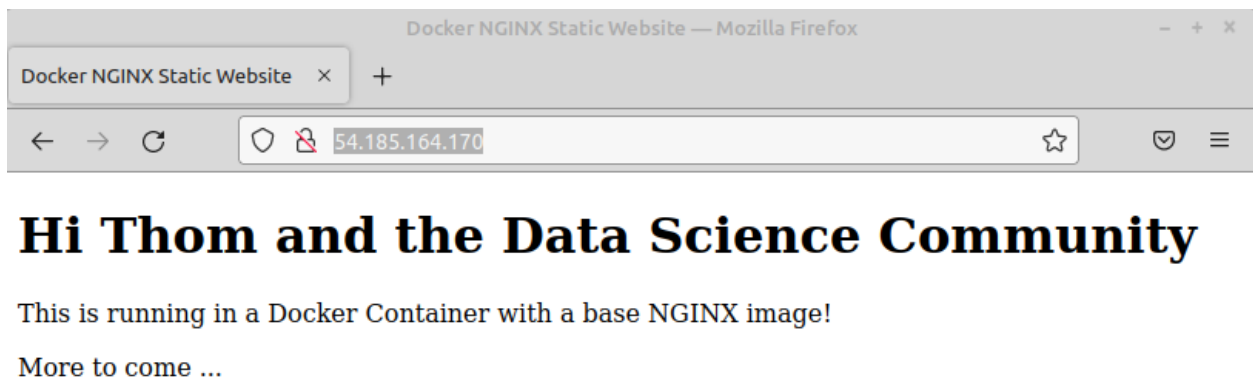 Docker NGINX Static Website — Mozilla Firefox
Docker NGINX Static Website
54.185.164.170
Hi Thom and the Data Science Community
This is running in a Docker Container with a base NGINX image!
More to come ...